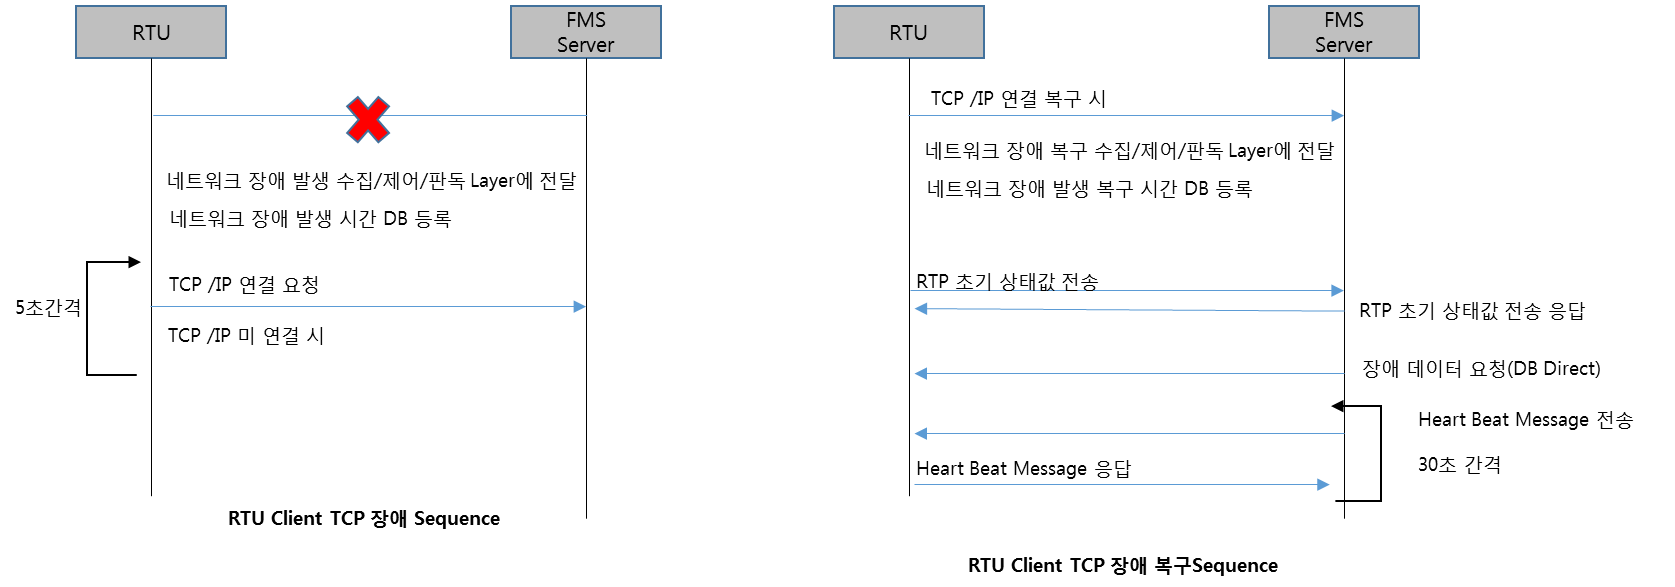 RTU
FMS
Server
TCP /IP 연결 복구 시
네트워크 장애 발생 수집/제어/판독 Layer에 전달
네트워크 장애 발생 시간 DB 등록
5초간격
TCP /IP 연결 요청
TCP /IP 미 연결 시
RTU Client TCP 장애 Sequence
RTU
FMS
Server
네트워크 장애 복구 수집/제어/판독 Layer에 전달
네트워크 장애 발생 복구 시간 DB 등록
RTP 초기 상태값 전송
RTP 초기 상태값 전송 응답
장애 데이터 요청(DB Direct)
Heart Beat Message 전송
30초 간격
Heart Beat Message 응답
RTU Client TCP 장애 복구Sequence